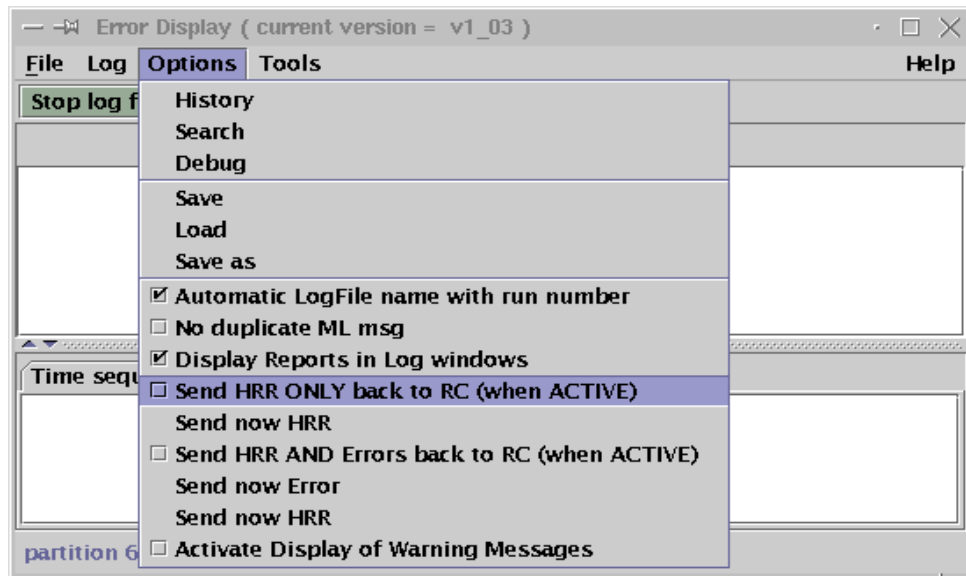 Error Display ( current version = v1_03 )
File Log Options Tools Help
Stop log f
History
Search
Debug
Save
Load
Save as
Automatic LogFile name with run number
No duplicate ML msg
Display Reports in Log windows
Time sequ
Send HRR ONLY back to RC (when ACTIVE)
Send now HRR
Send HRR AND Errors back to RC (when ACTIVE)
Send now Error
Send now HRR
Activate Display of Warning Messages
partition 6